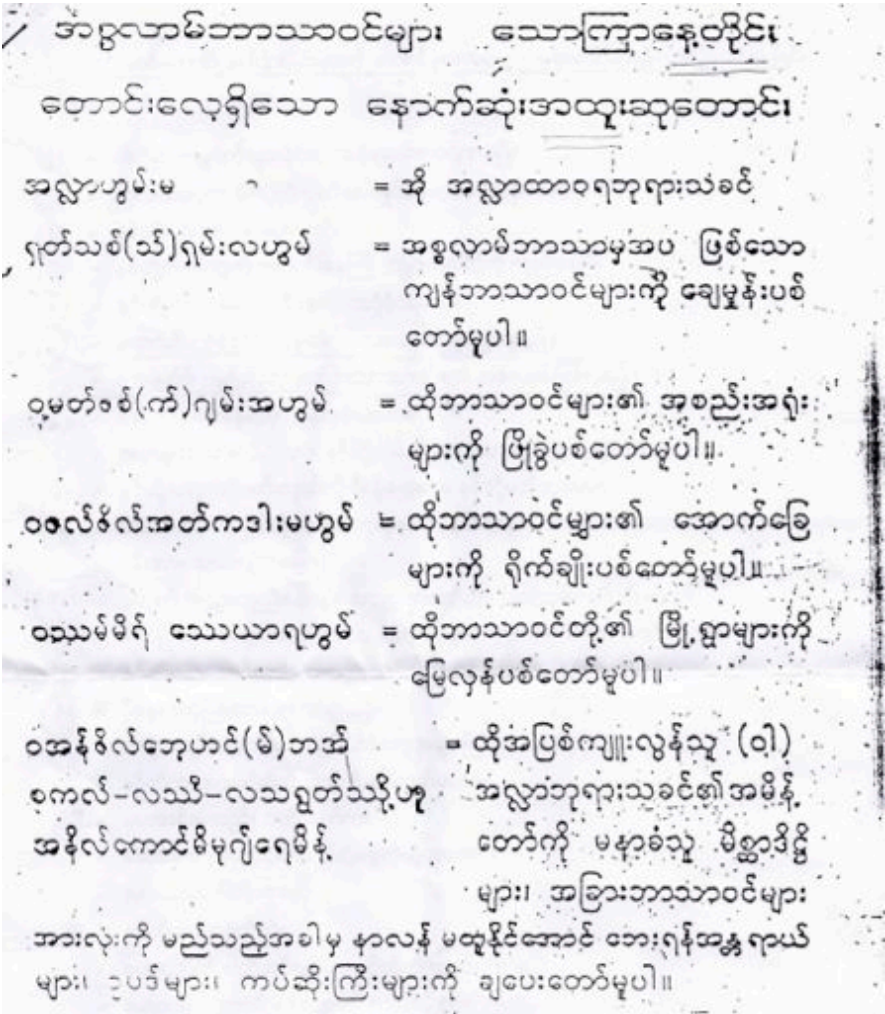 အစ္စလာမ်ဘာသာဝင်များ သောကြာနေ့တိုင်း
တောင်းလေ့ရှိသော နောက်ဆုံးအထူးဆုတောင်း
အလ္လာဟွမ်းမ = အို အလ္လာထာဝရဘုရားသခင်
ရှတ်သစ်(သ်)ရှမ်းလဟွမ် = အစ္စလာမ်ဘာသာမှအပ ဖြစ်သော
ကျန်ဘာသာဝင်များကို ချေမှုန်းပစ်
တော်မူပါ။
ဝမတ်ဇစ်(က်)ဂျမ်းအဟွမ် = ထိုဘာသာဝင်များ၏ အစည်းအရုံး
များကို ဖြိုခွဲပစ်တော်မူပါ။
ဝဇလ်ဇိလ်အတ်ကဒါးမဟွမ် = ထိုဘာသာဝင်များ၏ အောက်ခြေ
များကို ရိုက်ချိုးပစ်တော်မူပါ။
ဝဿမ်မိရ် ဿေယာရဟွမ် = ထိုဘာသာဝင်တို့၏ မြို့ရွာများကို
မြေလှန်ပစ်တော်မူပါ။
ဝအန်ဇိလ်ဘေ့ဟင်(မ်)ဘအ် = ထိုအပြစ်ကျူးလွန်သူ (ဝါ)
စကလ်-လဿီ-လသရွတ် အလ္လာဘုရားသခင်၏အမိန့်
အနိလ်ကောင်မိမုဂျ်ရေမိန့် တော်ကို မနာခံသူ မိစ္ဆာဒိဋ္ဌိ
များ၊ အခြားဘာသာဝင်များ
အားလုံးကို မည်သည့်အခါမှ နာလန် မထူနိုင်အောင် ဘေးရန်အန္တရာယ်
များ၊ ဥပဒ်များ၊ ကပ်ဆိုးကြီးများကို ချပေးတော်မူပါ။